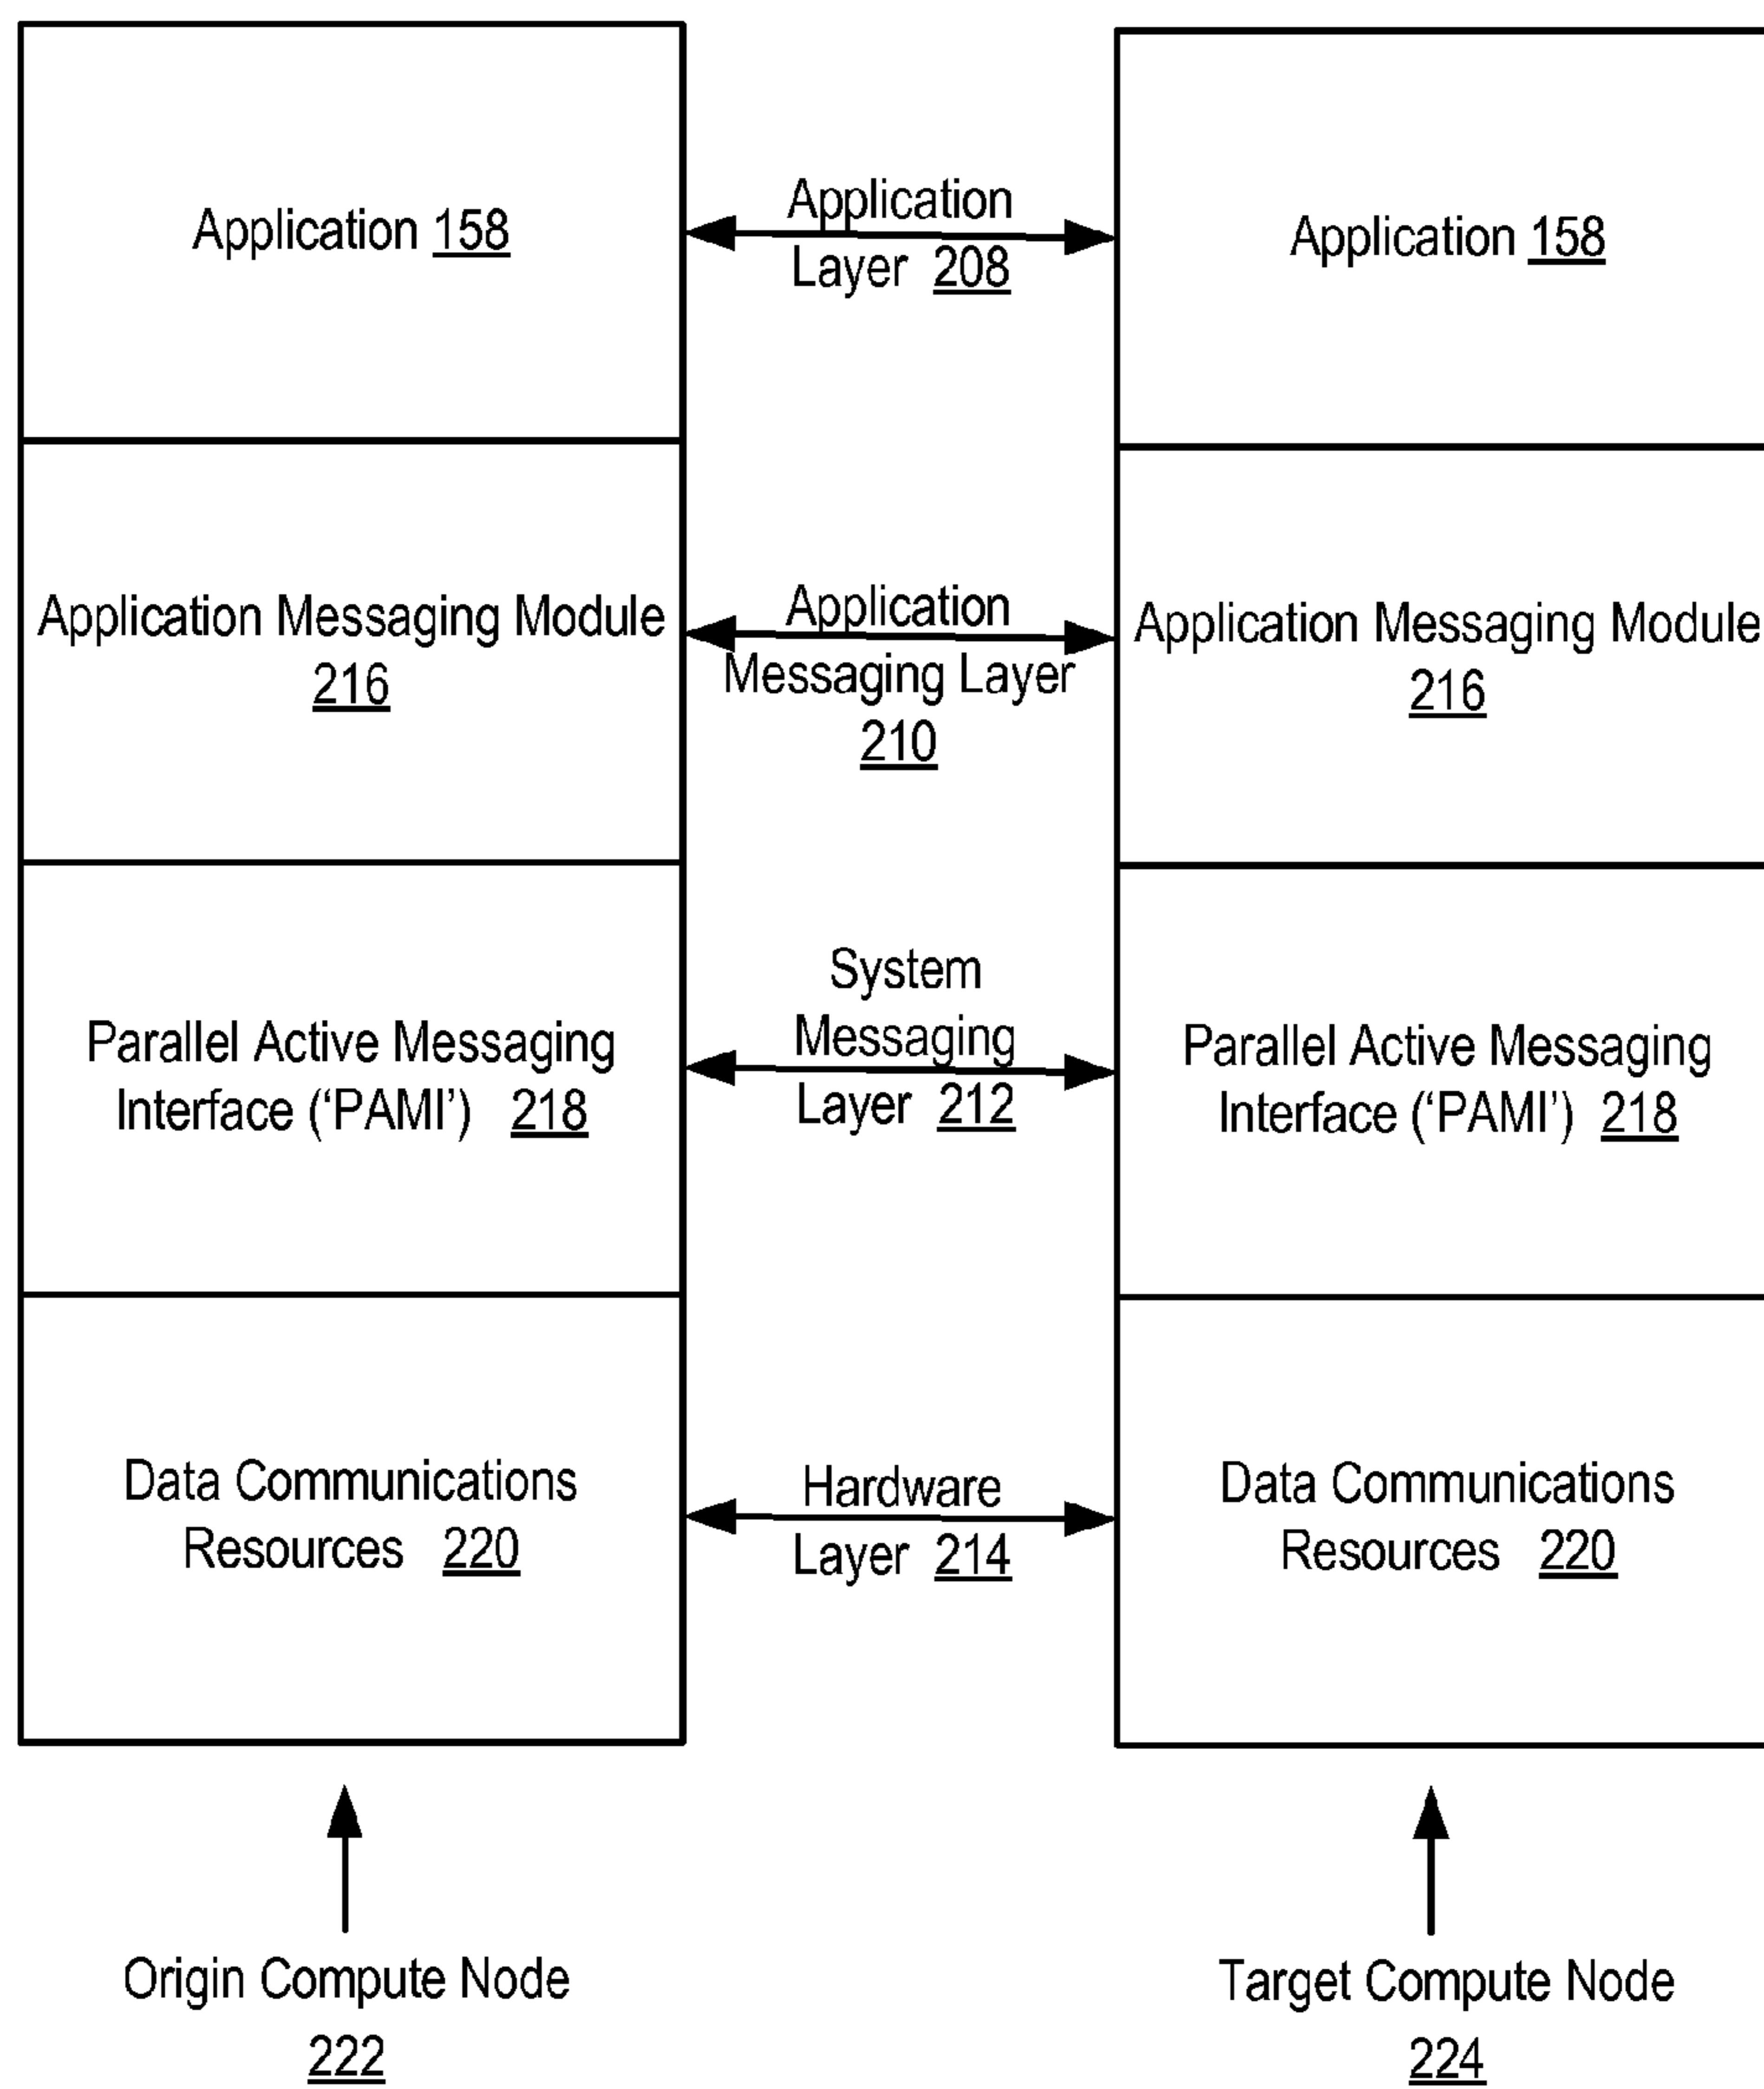 Application 158
Application
Layer 208
Application 158
Application Messaging Module
216
Application
Messaging Layer
210
Application Messaging Module
216
Parallel Active Messaging
Interface (‘PAMI’) 218
System
Messaging
Layer 212
Parallel Active Messaging
Interface (‘PAMI’) 218
Data Communications
Resources 220
Hardware
Layer 214
Data Communications
Resources 220
Origin Compute Node
222
Target Compute Node
224